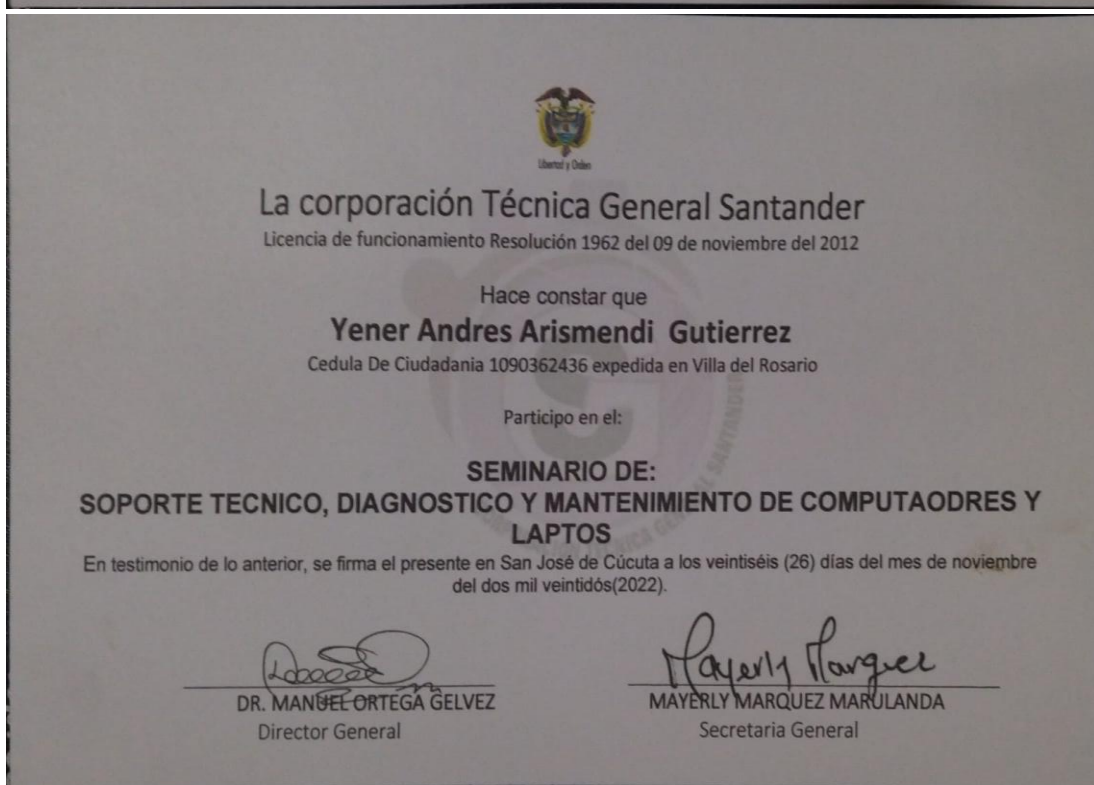 Libertad y Orden
La corporación Técnica General Santander
Licencia de funcionamiento Resolución 1962 del 09 de noviembre del 2012
Hace constar que
Yener Andres Arismendi Gutierrez
Cedula De Ciudadania 1090362436 expedida en Villa del Rosario
Participo en el:
SEMINARIO DE:
SOPORTE TECNICO, DIAGNOSTICO Y MANTENIMIENTO DE COMPUTAODRES Y
LAPTOS
En testimonio de lo anterior, se firma el presente en San José de Cúcuta a los veintiséis (26) días del mes de noviembre
del dos mil veintidós(2022).
Mayerly Marquez
DR. MANUEL ORTEGA GELVEZ
MAYERLY MARQUEZ MARULANDA
Director General
Secretaria General